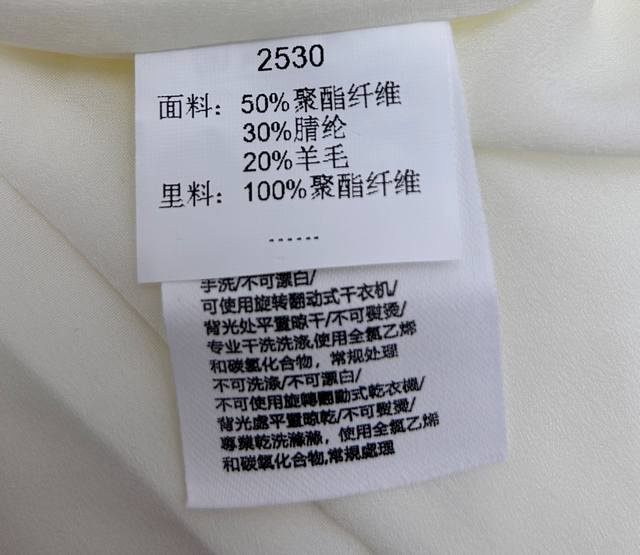 2530
面料：50%聚酯纤维
30%腈纶
20%羊毛
里料：100%聚酯纤维
------
手洗/不可漂白/
可使用旋转翻动式干衣机/
背光处平置晾干/不可熨烫/
专业干洗洗涤,使用全氯乙烯
和碳氢化合物，常规处理
不可洗涤/不可漂白/
不可使用旋轉翻動式乾衣機/
背光處平置晾乾/不可熨烫/
專業乾洗滌滌，使用全氯乙烯
和碳氫化合物,常規處理